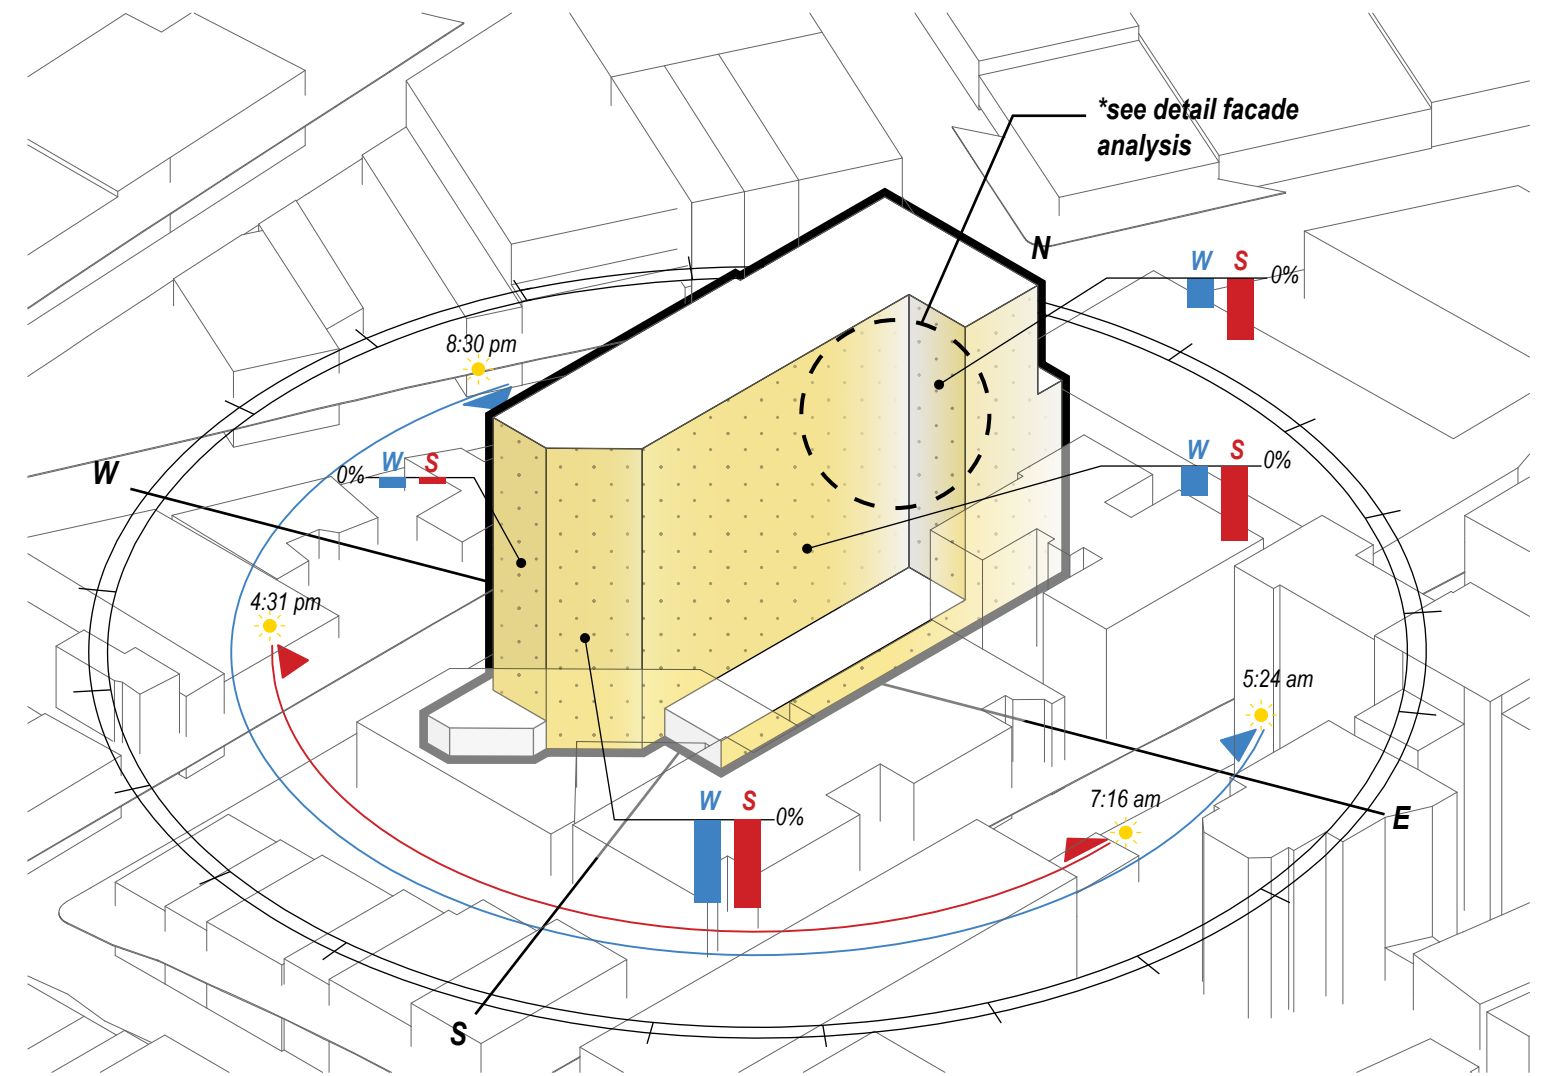 *see detail facade
analysis
N
W S
0%
8:30 pm
W
0% W S
W S
0%
4:31 pm
5:24 am
7:16 am
W S
0%
E
S